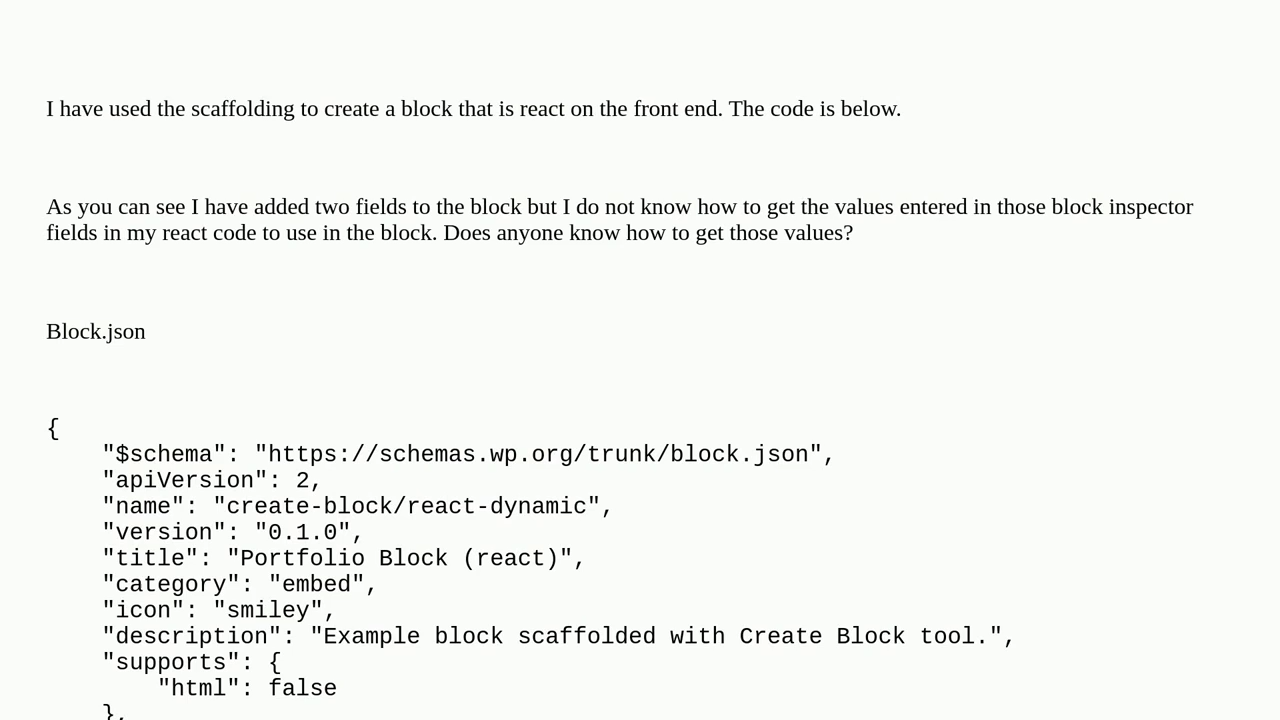 I have used the scaffolding to create a block that is react on the front end. The code is below.
As you can see I have added two fields to the block but I do not know how to get the values entered in those block inspector
fields in my react code to use in the block. Does anyone know how to get those values?
Block.json
{
    "$schema": "https://schemas.wp.org/trunk/block.json",
    "apiVersion": 2,
    "name": "create-block/react-dynamic",
    "version": "0.1.0",
    "title": "Portfolio Block (react)",
    "category": "embed",
    "icon": "smiley",
    "description": "Example block scaffolded with Create Block tool.",
    "supports": {
        "html": false
    },